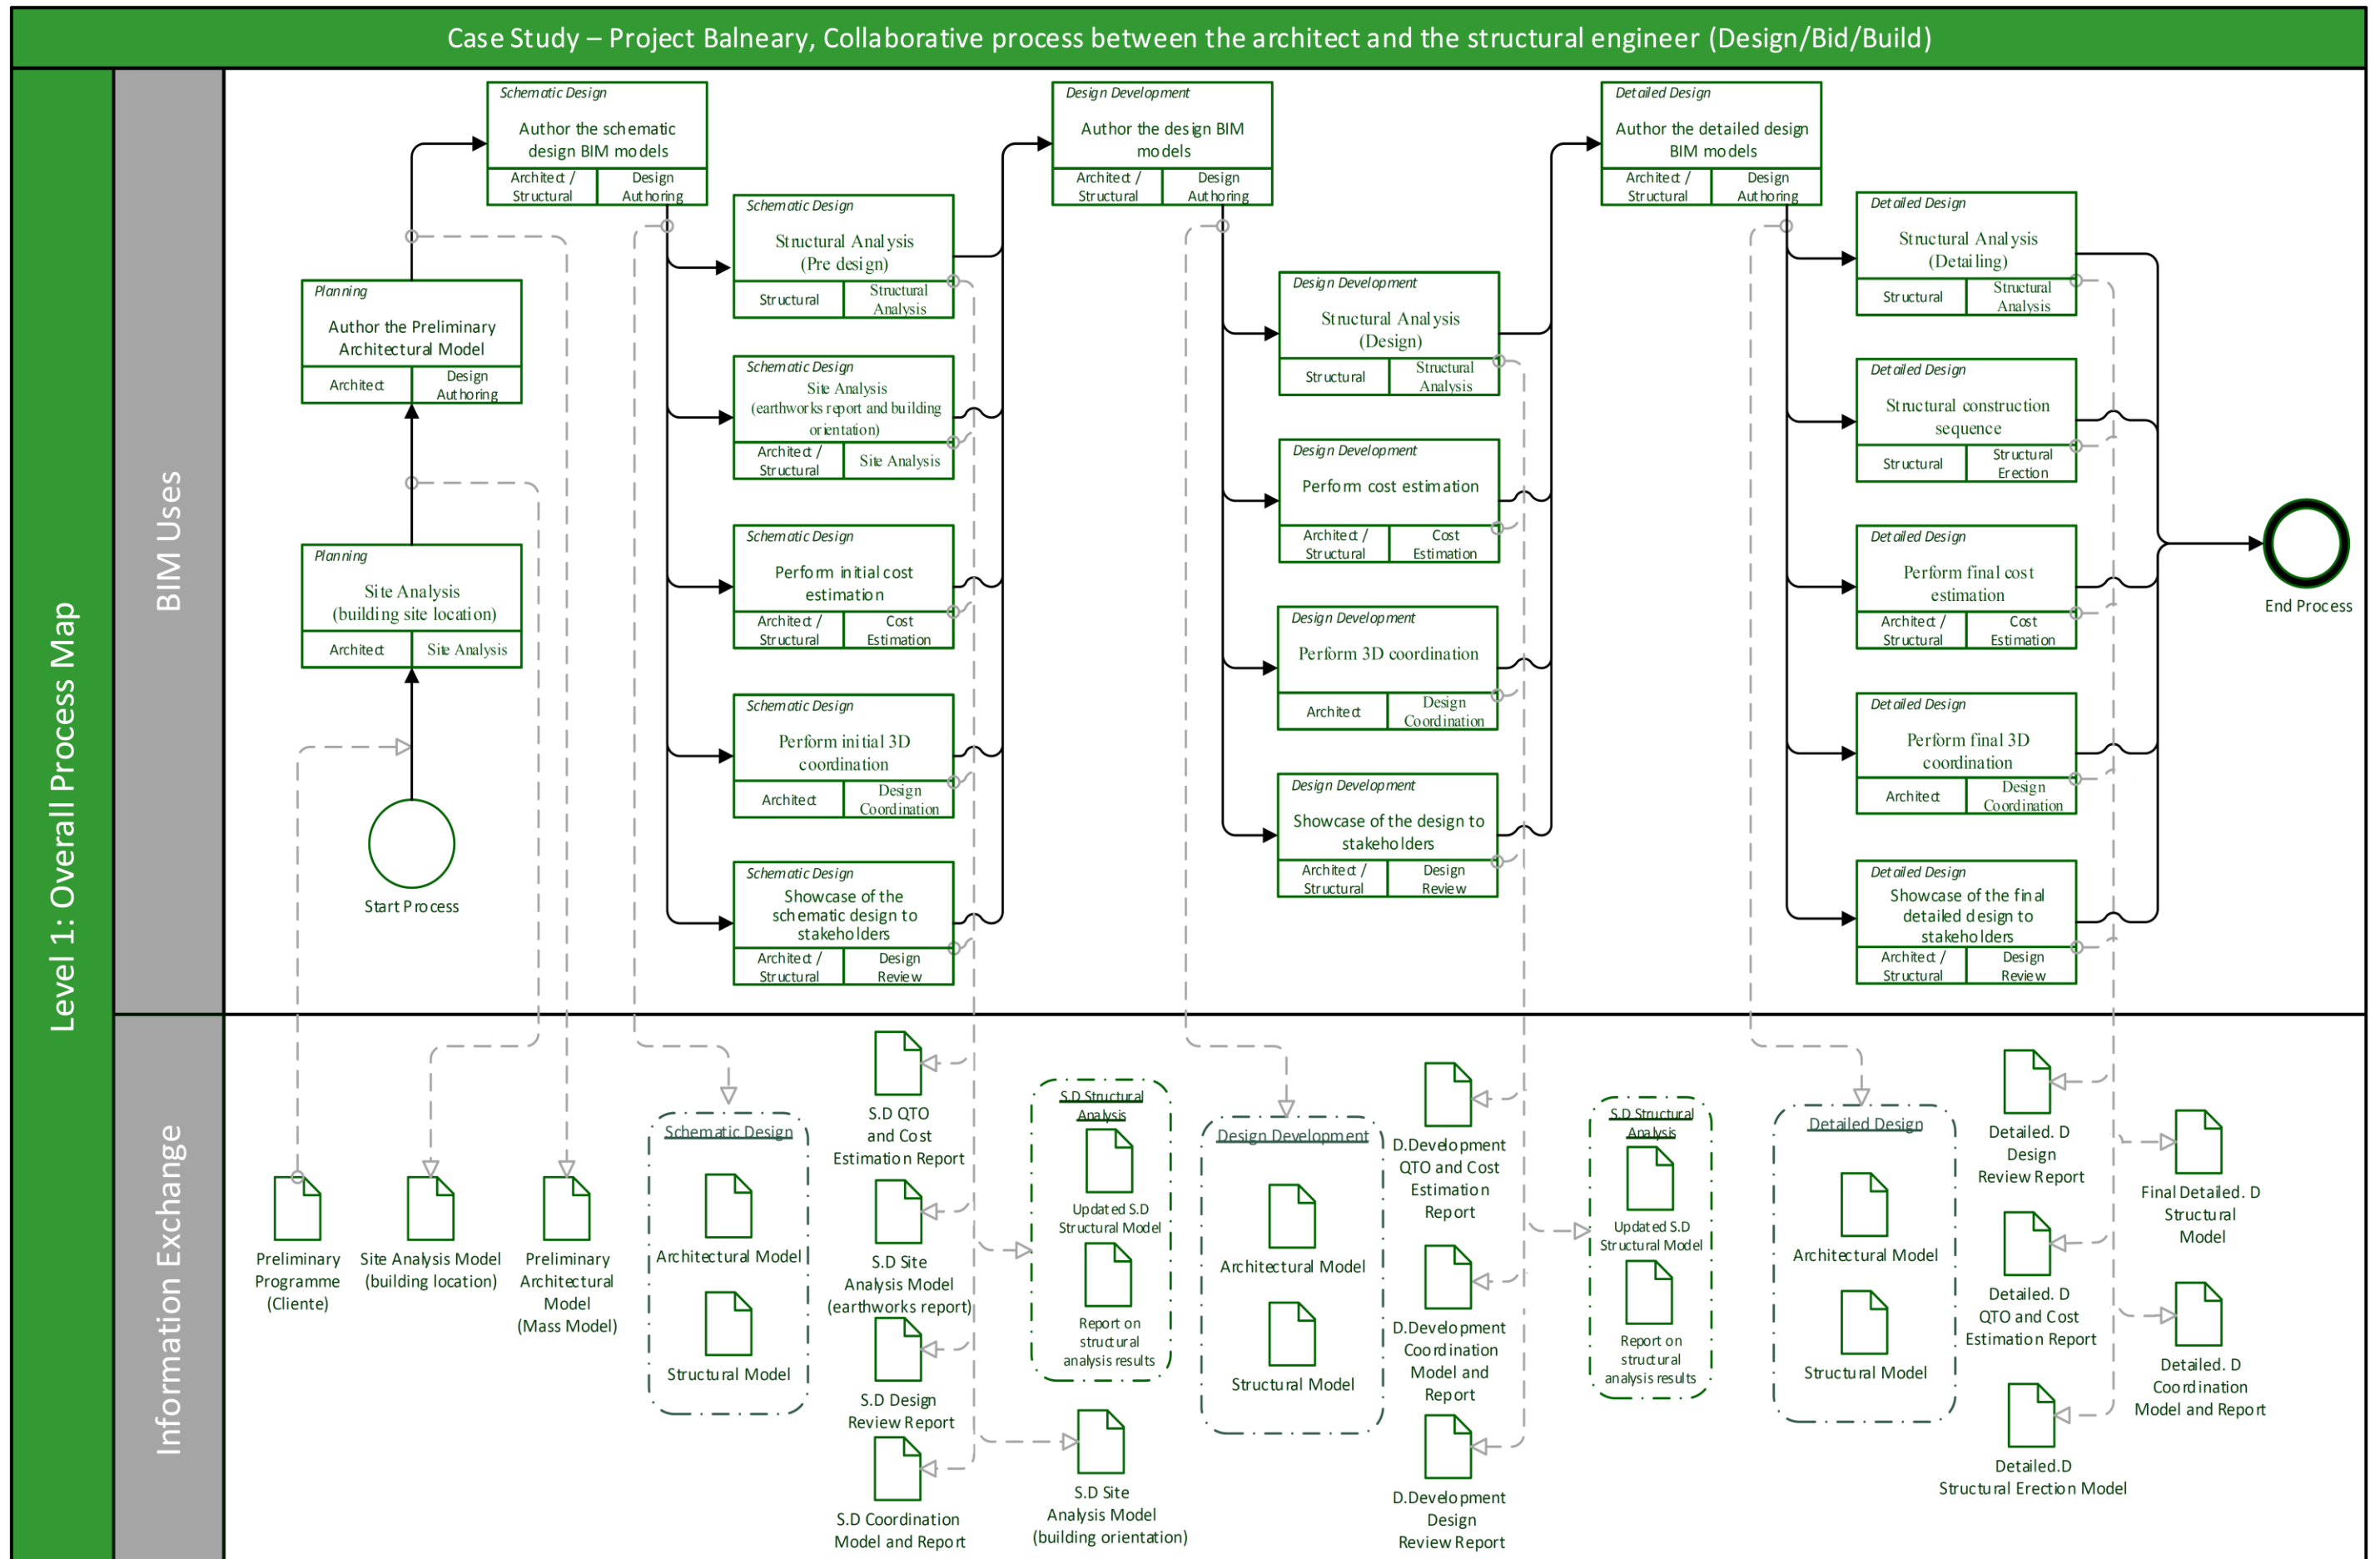 Case Study – Project Balneary, Collaborative process between the architect and the structural engineer (Design/Bid/Build)
Level 1: Overall Process Map
BIM Uses
Planning
Author the Preliminary
Architectural Model
Architect
Design
Authoring
Planning
Site Analysis
(building site location)
Architect
Site Analysis
Start Process
Schematic Design
Author the schematic
design BIM models
Architect /
Structural
Design
Authoring
Schematic Design
Structural Analysis
(Pre design)
Structural
Structural
Analysis
Schematic Design
Site Analysis
(earthworks report and building
orientation)
Architect /
Structural
Site Analysis
Schematic Design
Perform initial cost
estimation
Architect /
Structural
Cost
Estimation
Schematic Design
Perform initial 3D
coordination
Architect
Design
Coordination
Schematic Design
Showcase of the
schematic design to
stakeholders
Architect /
Structural
Design
Review
Design Development
Author the design BIM
models
Architect /
Structural
Design
Authoring
Design Development
Structural Analysis
(Design)
Structural
Structural
Analysis
Design Development
Perform cost estimation
Architect /
Structural
Cost
Estimation
Design Development
Perform 3D coordination
Architect
Design
Coordination
Design Development
Showcase of the design to
stakeholders
Architect /
Structural
Design
Review
Detailed Design
Author the detailed design
BIM models
Architect /
Structural
Design
Authoring
Detailed Design
Structural Analysis
(Detailing)
Structural
Structural
Analysis
Detailed Design
Structural construction
sequence
Structural
Structural
Erection
Detailed Design
Perform final cost
estimation
Architect /
Structural
Cost
Estimation
Detailed Design
Perform final 3D
coordination
Architect
Design
Coordination
Detailed Design
Showcase of the final
detailed design to
stakeholders
Architect /
Structural
Design
Review
End Process
Information Exchange
Preliminary
Programme
(Cliente)
Site Analysis Model
(building location)
Preliminary
Architectural
Model
(Mass Model)
Schematic Design
Architectural Model
Structural Model
S.D QTO
and Cost
Estimation Report
S.D Site
Analysis Model
(earthworks report)
S.D Design
Review Report
S.D Coordination
Model and Report
S.D Structural
Analysis
Updated S.D
Structural Model
Report on
structural
analysis results
S.D Site
Analysis Model
(building orientation)
Design Development
Architectural Model
Structural Model
D.Development
QTO and Cost
Estimation
Report
D.Development
Coordination
Model and
Report
D.Development
Design
Review Report
S.D Structural
Analysis
Updated S.D
Structural Model
Report on
structural
analysis results
Detailed Design
Architectural Model
Structural Model
Detailed. D
Design
Review Report
Detailed. D
QTO and Cost
Estimation Report
Detailed.D
Structural Erection Model
Final Detailed. D
Structural
Model
Detailed. D
Coordination
Model and Report